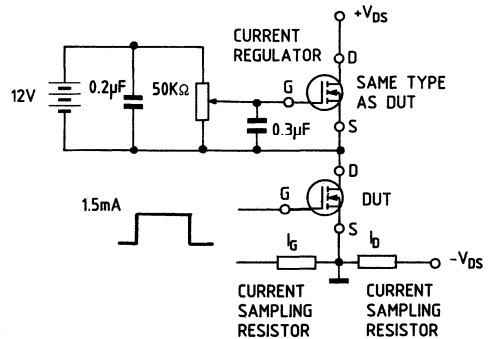 +VDS
CURRENT
REGULATOR
D
G
SAME TYPE
AS DUT
12V
0.2µF
50KΩ
0.3µF
S
D
G
DUT
1.5mA
S
IG
ID
-VDS
CURRENT
SAMPLING
RESISTOR
CURRENT
SAMPLING
RESISTOR